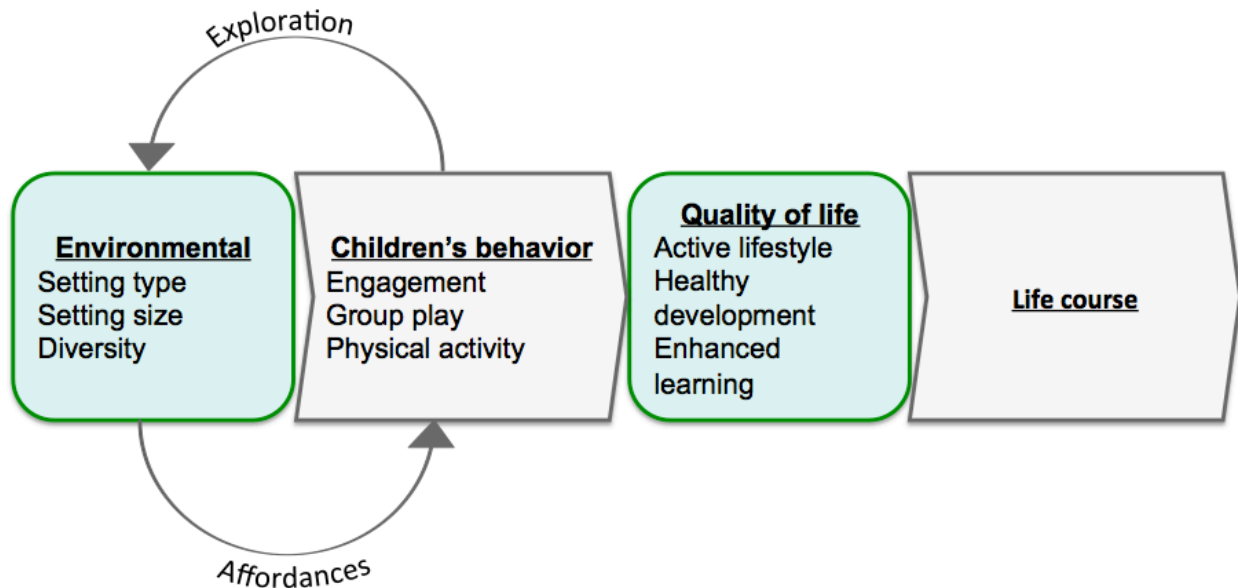 Exploration
Environmental
Setting type
Setting size
Diversity
Children’s behavior
Engagement
Group play
Physical activity
Quality of life
Active lifestyle
Healthy
development
Enhanced
learning
Life course
Affordances